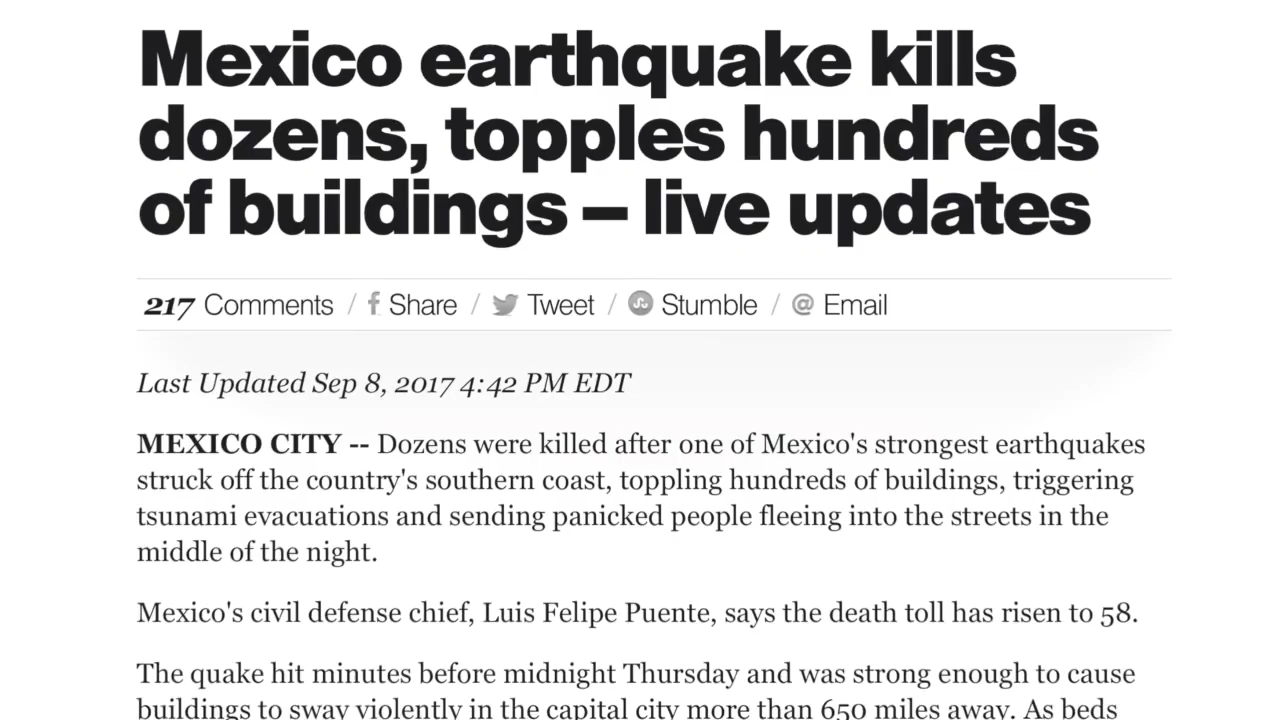 Mexico earthquake kills
dozens, topples hundreds
of buildings – live updates
217 Comments / f Share / Tweet / Stumble / @ Email
Last Updated Sep 8, 2017 4:42 PM EDT
MEXICO CITY -- Dozens were killed after one of Mexico's strongest earthquakes
struck off the country's southern coast, toppling hundreds of buildings, triggering
tsunami evacuations and sending panicked people fleeing into the streets in the
middle of the night.
Mexico's civil defense chief, Luis Felipe Puente, says the death toll has risen to 58.
The quake hit minutes before midnight Thursday and was strong enough to cause
buildings to sway violently in the capital city more than 650 miles away. As beds